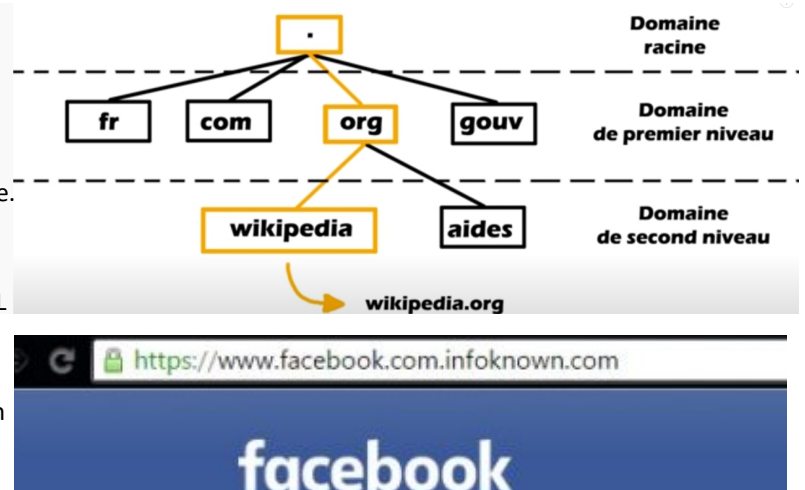 .
Domaine
racine
fr com org gouv
Domaine
de premier niveau
e.
wikipedia aides
Domaine
de second niveau
L
wikipedia.org
https://www.facebook.com.infoknown.com
n
facebook